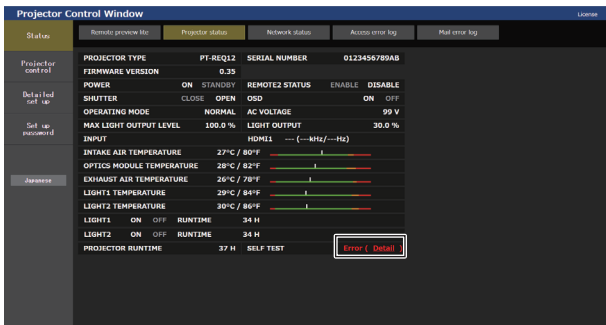 Projector Control Window
License
Status
Remote preview lite
Projector status
Network status
Access error log
Mail error log
Projector
control
Detailed
set up
Set up
password
Japanese
PROJECTOR TYPE PT-REQ12 SERIAL NUMBER 0123456789AB
FIRMWARE VERSION 0.35
POWER ON STANDBY REMOTE2 STATUS ENABLE DISABLE
SHUTTER CLOSE OPEN OSD ON OFF
OPERATING MODE NORMAL AC VOLTAGE 99 V
MAX LIGHT OUTPUT LEVEL 100.0 % LIGHT OUTPUT 30.0 %
INPUT HDMI1 --- (---kHz/---Hz)
INTAKE AIR TEMPERATURE 27°C / 80°F
OPTICS MODULE TEMPERATURE 28°C / 82°F
EXHAUST AIR TEMPERATURE 26°C / 78°F
LIGHT1 TEMPERATURE 29°C / 84°F
LIGHT2 TEMPERATURE 30°C / 86°F
LIGHT1 ON OFF RUNTIME 34 H
LIGHT2 ON OFF RUNTIME 34 H
PROJECTOR RUNTIME 37 H SELF TEST Error ( Detail )